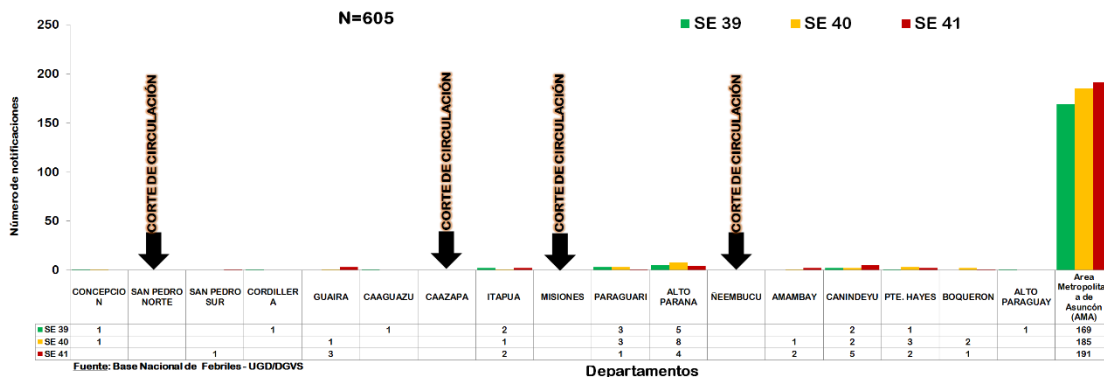 N=605
SE 39 SE 40 SE 41
Número de notificaciones
250
200
150
100
50
0
CORTE DE CIRCULACIÓN
CORTE DE CIRCULACIÓN
CORTE DE CIRCULACIÓN
CORTE DE CIRCULACIÓN
CONCEPCIO
N
SAN PEDRO
NORTE
SAN PEDRO
SUR
CORDILLER
A
GUAIRA
CAAGUAZU
CAAZAPA
ITAPUA
MISIONES
PARAGUARI
ALTO
PARANA
ÑEEMBUCU
AMAMBAY
CANINDEYU
PTE. HAYES
BOQUERON
ALTO
PARAGUAY
Area
Metropolita
a de
Asuncón
(AMA)
SE 39 1 1 1 2 3 5 2 1 1 169
SE 40 1 1 1 3 8 1 2 3 2 185
SE 41 1 3 2 1 4 2 5 2 1 191
Fuente: Base Nacional de Febriles - UGD/DGVS
Departamentos